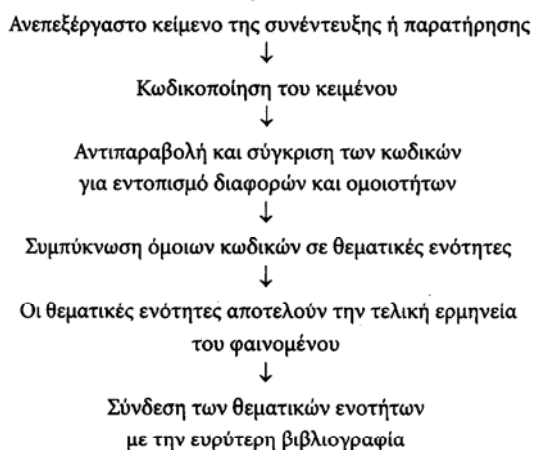 Ανεπεξέργαστο κείμενο της συνέντευξης ή παρατήρησης
↓
Κωδικοποίηση του κειμένου
↓
Αντιπαραβολή και σύγκριση των κωδικών
για εντοπισμό διαφορών και ομοιοτήτων
↓
Συμπύκνωση όμοιων κωδικών σε θεματικές ενότητες
↓
Οι θεματικές ενότητες αποτελούν την τελική ερμηνεία
του φαινομένου
↓
Σύνδεση των θεματικών ενοτήτων
με την ευρύτερη βιβλιογραφία